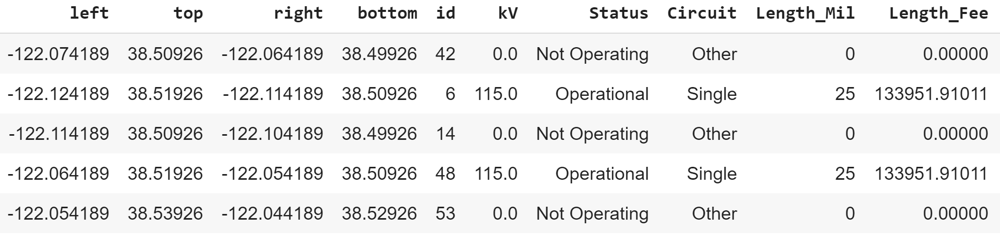 left top right bottom id kV Status Circuit Length_Mil Length_Fee
-122.074189 38.50926 -122.064189 38.49926 42 0.0 Not Operating Other 0 0.00000
-122.124189 38.51926 -122.114189 38.50926 6 115.0 Operational Single 25 133951.91011
-122.114189 38.50926 -122.104189 38.49926 14 0.0 Not Operating Other 0 0.00000
-122.064189 38.51926 -122.054189 38.50926 48 115.0 Operational Single 25 133951.91011
-122.054189 38.53926 -122.044189 38.52926 53 0.0 Not Operating Other 0 0.00000